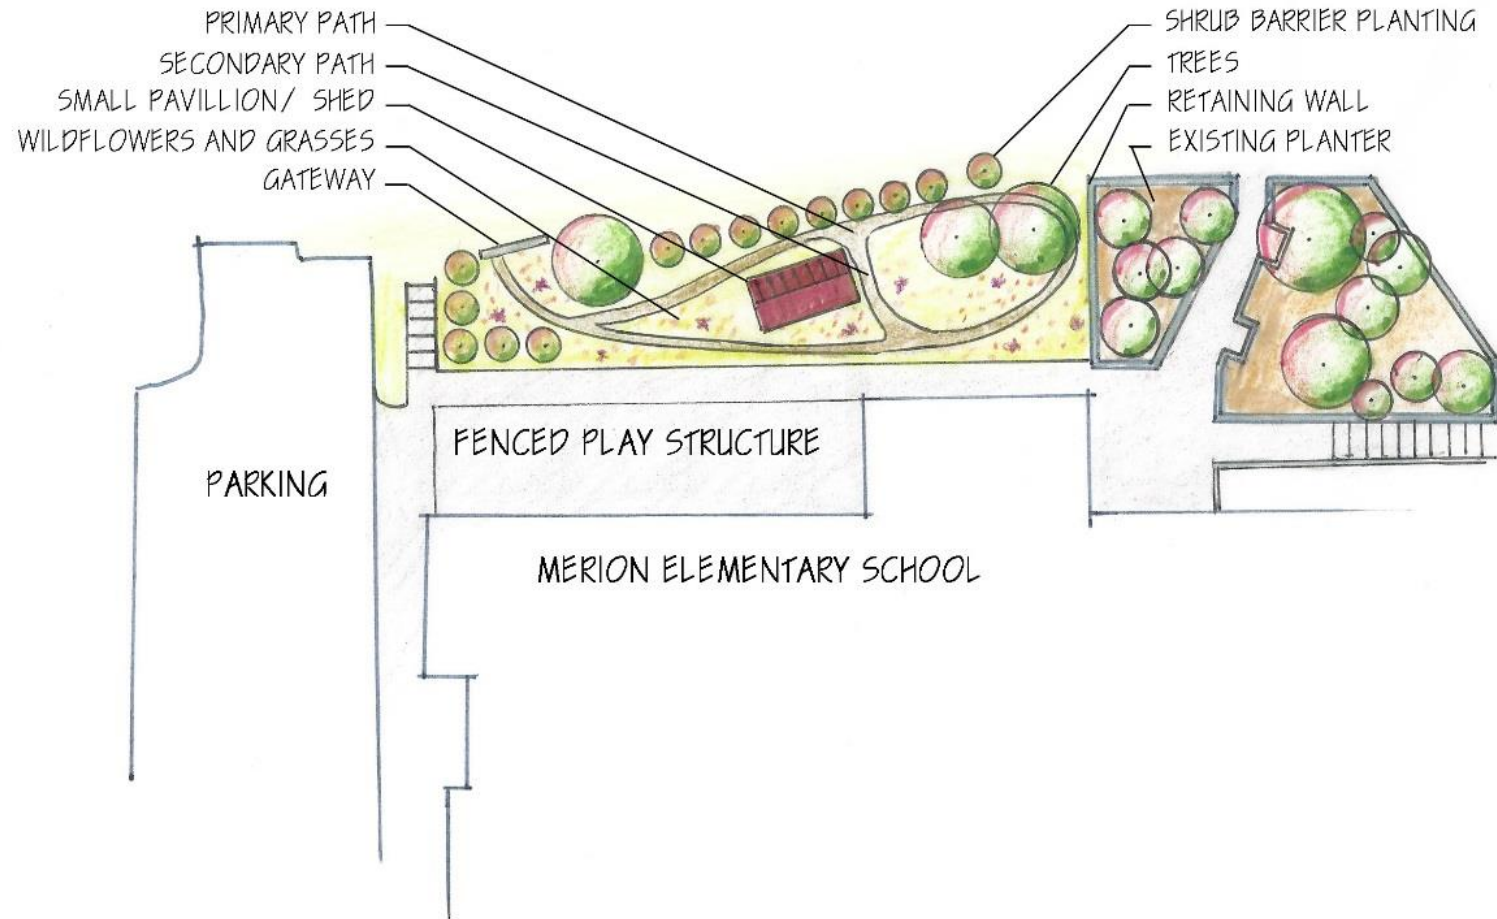 PRIMARY PATH
SECONDARY PATH
SMALL PAVILLION/ SHED
WILDFLOWERS AND GRASSES
GATEWAY
SHRUB BARRIER PLANTING
TREES
RETAINING WALL
EXISTING PLANTER
FENCED PLAY STRUCTURE
PARKING
MERION ELEMENTARY SCHOOL